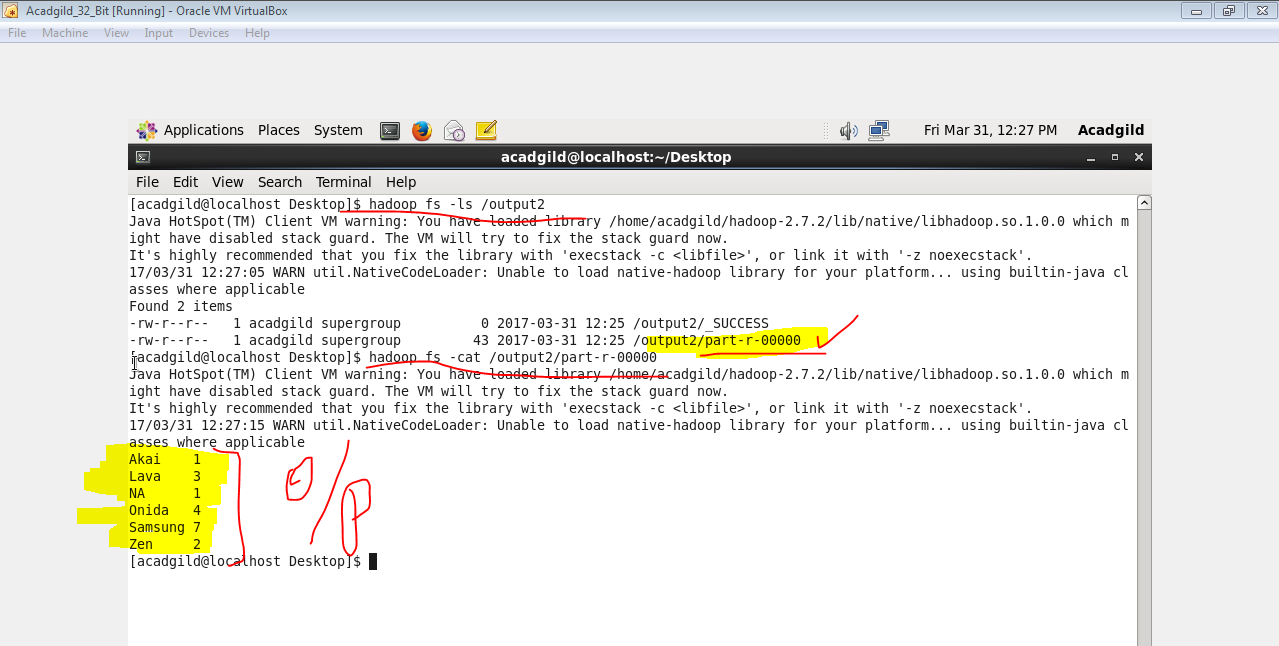 Acadgild_32_Bit [Running] - Oracle VM VirtualBox
File Machine View Input Devices Help
Applications Places System Fri Mar 31, 12:27 PM Acadgild
acadgild@localhost:~/Desktop
File Edit View Search Terminal Help
[acadgild@localhost Desktop]$ hadoop fs -ls /output2
Java HotSpot(TM) Client VM warning: You have loaded library /home/acadgild/hadoop-2.7.2/lib/native/libhadoop.so.1.0.0 which m
ight have disabled stack guard. The VM will try to fix the stack guard now.
It's highly recommended that you fix the library with 'execstack -c <libfile>', or link it with '-z noexecstack'.
17/03/31 12:27:05 WARN util.NativeCodeLoader: Unable to load native-hadoop library for your platform... using builtin-java cl
asses where applicable
Found 2 items
-rw-r--r-- 1 acadgild supergroup 0 2017-03-31 12:25 /output2/_SUCCESS
-rw-r--r-- 1 acadgild supergroup 43 2017-03-31 12:25 /output2/part-r-00000
[acadgild@localhost Desktop]$ hadoop fs -cat /output2/part-r-00000
Java HotSpot(TM) Client VM warning: You have loaded library /home/acadgild/hadoop-2.7.2/lib/native/libhadoop.so.1.0.0 which m
ight have disabled stack guard. The VM will try to fix the stack guard now.
It's highly recommended that you fix the library with 'execstack -c <libfile>', or link it with '-z noexecstack'.
17/03/31 12:27:15 WARN util.NativeCodeLoader: Unable to load native-hadoop library for your platform... using builtin-java cl
asses where applicable
Akai 1
Lava 3
NA 1
Onida 4
Samsung 7
Zen 2
O/P
[acadgild@localhost Desktop]$